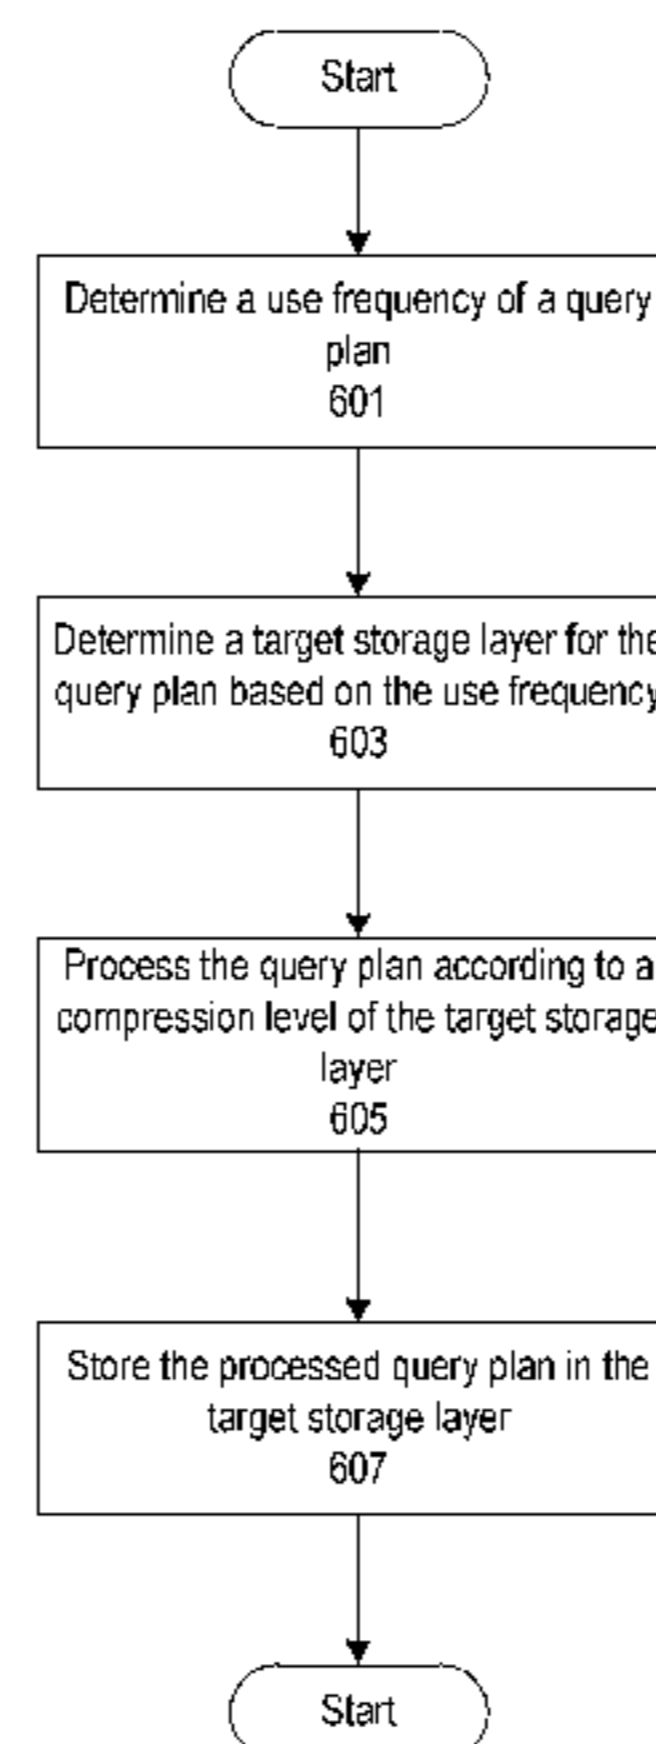 Start
Determine a use frequency of a query
plan
601
Determine a target storage layer for the
query plan based on the use frequency
603
Process the query plan according to a
compression level of the target storage
layer
605
Store the processed query plan in the
target storage layer
607
Start